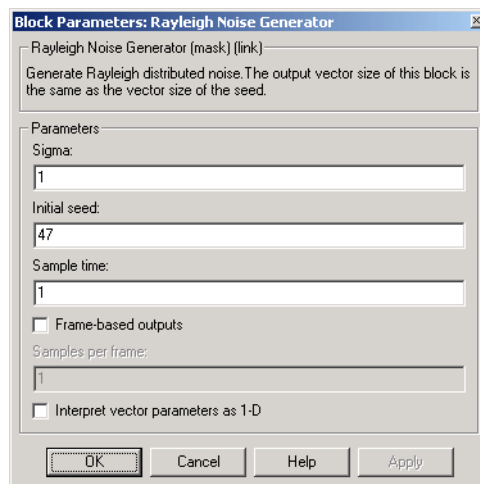 Block Parameters: Rayleigh Noise Generator
Rayleigh Noise Generator (mask) (link)
Generate Rayleigh distributed noise.The output vector size of this block is
the same as the vector size of the seed.
Parameters
Sigma:
1
Initial seed:
47
Sample time:
1
Frame-based outputs
Samples per frame:
1
Interpret vector parameters as 1-D
OK Cancel Help Apply